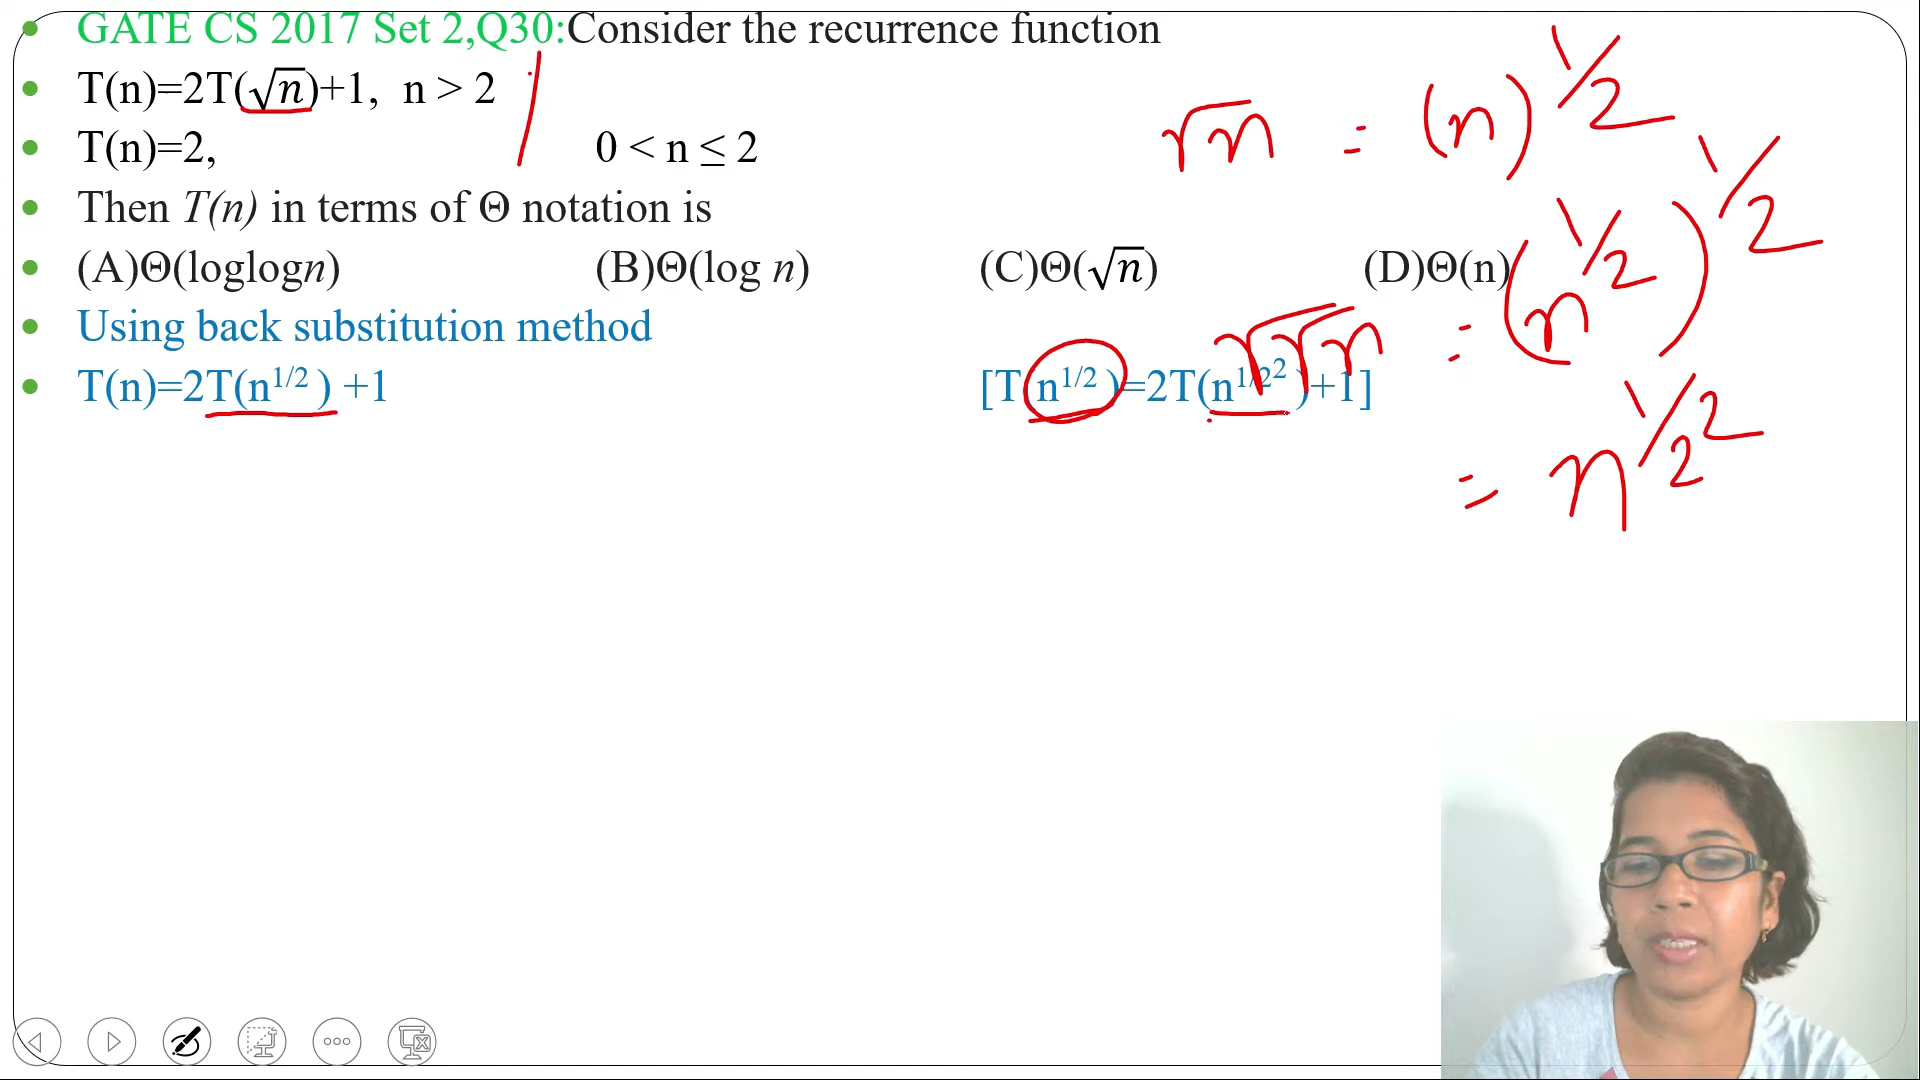 GATE CS 2017 Set 2,Q30:Consider the recurrence function
T(n)=2T(√n)+1, n > 2
T(n)=2, 0 < n ≤ 2
Then T(n) in terms of Θ notation is
(A)Θ(loglogn) (B)Θ(log n) (C)Θ(√n) (D)Θ(n)
Using back substitution method
T(n)=2T(n^1/2 ) +1 [T(n^1/2 )=2T(n^1/2^2 )+1]
√n = (n)^1/2
√√n = (n^1/2)^1/2
= n^1/2^2